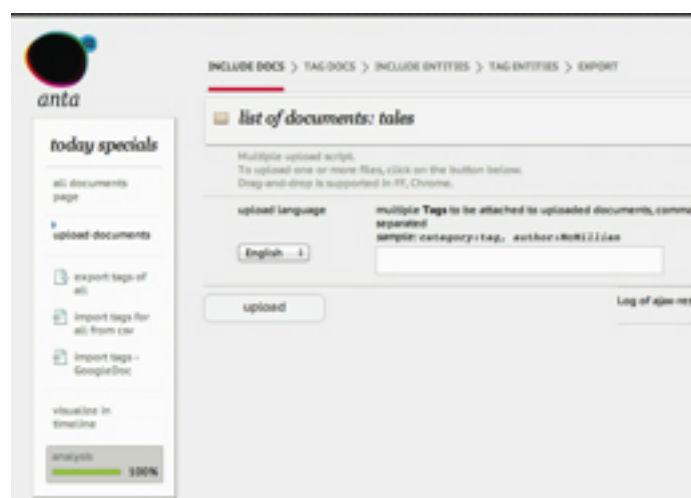 anta
INCLUDE DOCS > TAG DOCS > INCLUDE ENTITIES > TAG ENTITIES > EXPORT
list of documents: tales
today specials
all documents
page
upload documents
export tags of
all
import tags for
all from csv
import tags -
GoogleDoc
visualize in
timeline
analysis
100%
Multiple upload script.
To upload one or more files, click on the button below.
Drag-and-drop is supported in FF, Chrome.
upload language
English
multiple Tags to be attached to uploaded documents, comma
separated
sample: category:tag, author:McMillian
upload
Log of ajax-res